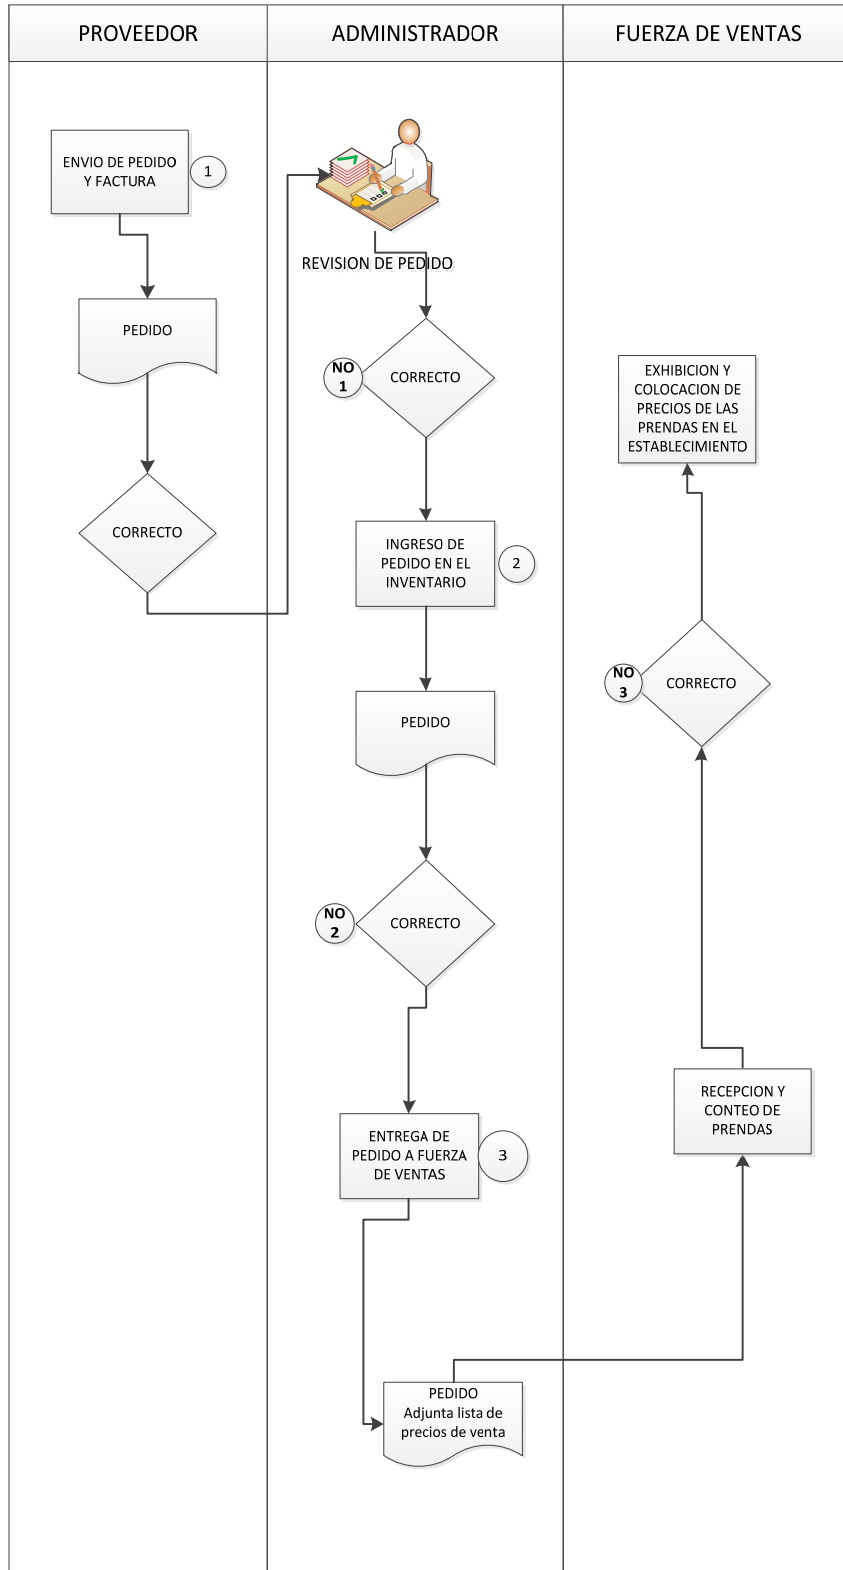 PROVEEDOR
ADMINISTRADOR
FUERZA DE VENTAS
ENVIO DE PEDIDO
Y FACTURA
1
PEDIDO
CORRECTO
REVISION DE PEDIDO
NO
1
CORRECTO
INGRESO DE
PEDIDO EN EL
INVENTARIO
2
PEDIDO
NO
2
CORRECTO
ENTREGA DE
PEDIDO A FUERZA
DE VENTAS
3
PEDIDO
Adjunta lista de
precios de venta
EXHIBICION Y
COLOCACION DE
PRECIOS DE LAS
PRENDAS EN EL
ESTABLECIMIENTO
NO
3
CORRECTO
RECEPCION Y
CONTEO DE
PRENDAS